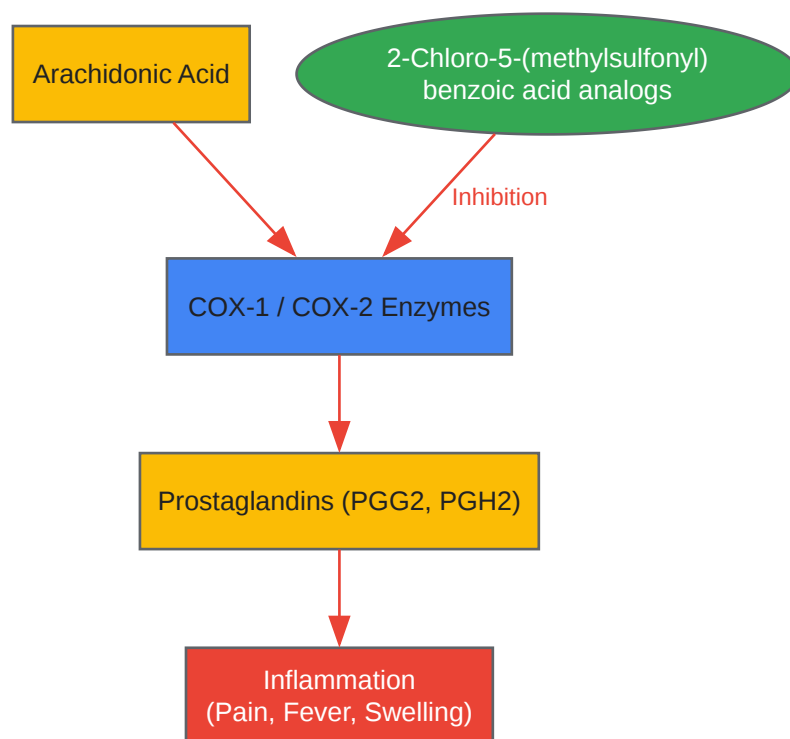 Arachidonic Acid
2-Chloro-5-(methylsulfonyl)
benzoic acid analogs
Inhibition
COX-1 / COX-2 Enzymes
Prostaglandins (PGG2, PGH2)
Inflammation
(Pain, Fever, Swelling)